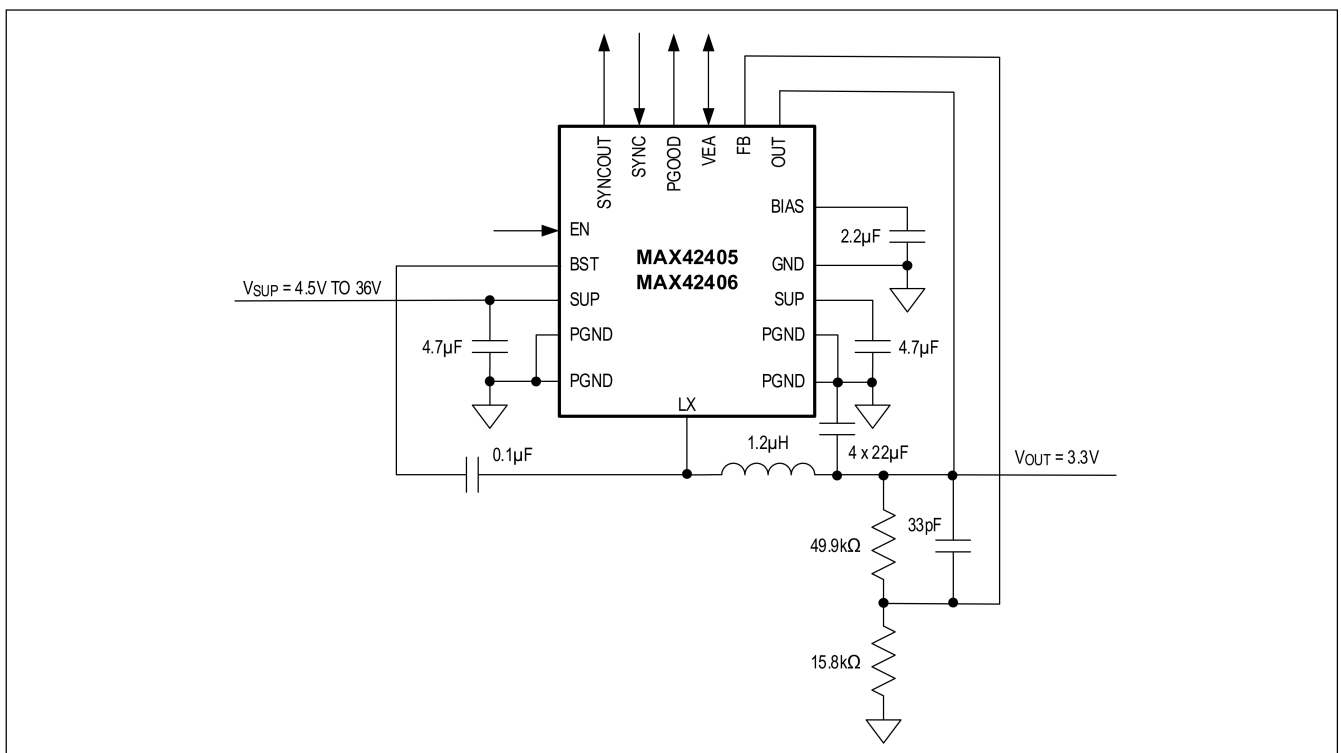 SYNCOUT
SYNC
PGOOD
VEA
FB
OUT
BIAS
2.2µF
EN
MAX42405
MAX42406
BST
GND
VSUP = 4.5V TO 36V
SUP
SUP
4.7µF
PGND
PGND
4.7µF
PGND
PGND
LX
0.1µF
1.2µH
4 x 22µF
VOUT = 3.3V
33pF
49.9kΩ
15.8kΩ